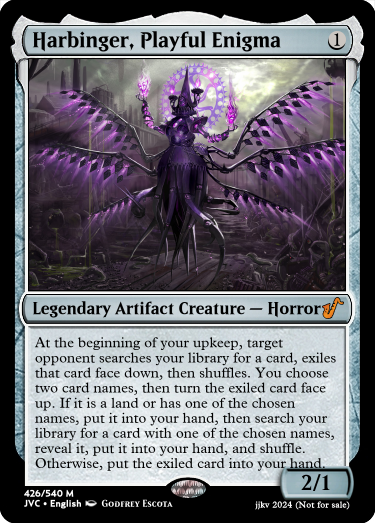 Harbinger, Playful Enigma 1
Legendary Artifact Creature — Horror
At the beginning of your upkeep, target
opponent searches your library for a card, exiles
that card face down, then shuffles. You choose
two card names, then turn the exiled card face
up. If it is a land or has one of the chosen
names, put it into your hand, then search your
library for a card with one of the chosen names,
reveal it, put it into your hand, and shuffle.
Otherwise, put the exiled card into your hand.
2/1
426/540 M
JVC • English Godfrey Escota
jjkv 2024 (Not for sale)